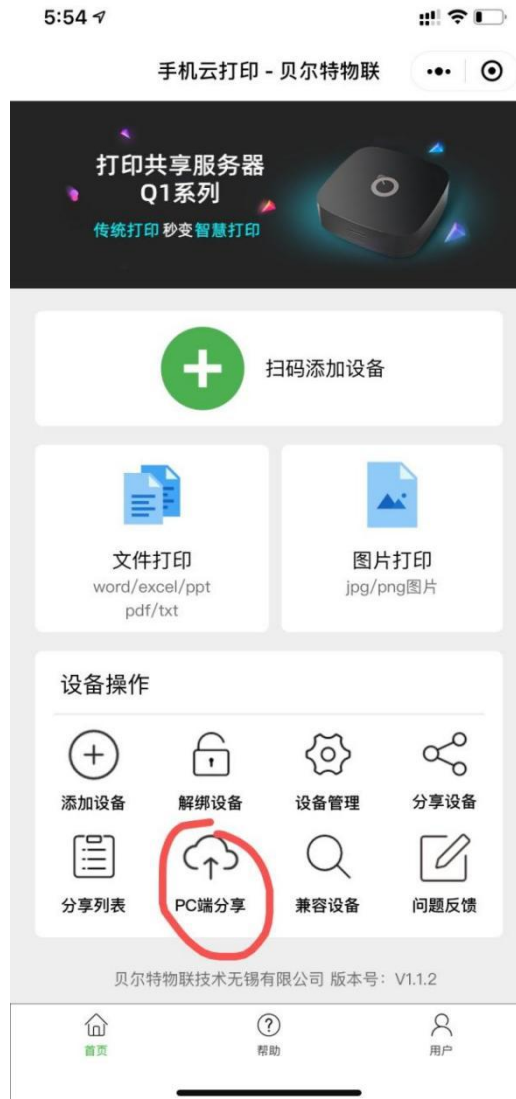 5:54
手机云打印 - 贝尔特物联
打印共享服务器
Q1系列
传统打印 秒变智慧打印
扫码添加设备
文件打印
word/excel/ppt
pdf/txt
图片打印
jpg/png图片
设备操作
添加设备
解绑设备
设备管理
分享设备
分享列表
PC端分享
兼容设备
问题反馈
贝尔特物联技术无锡有限公司 版本号：V1.1.2
首页
帮助
用户